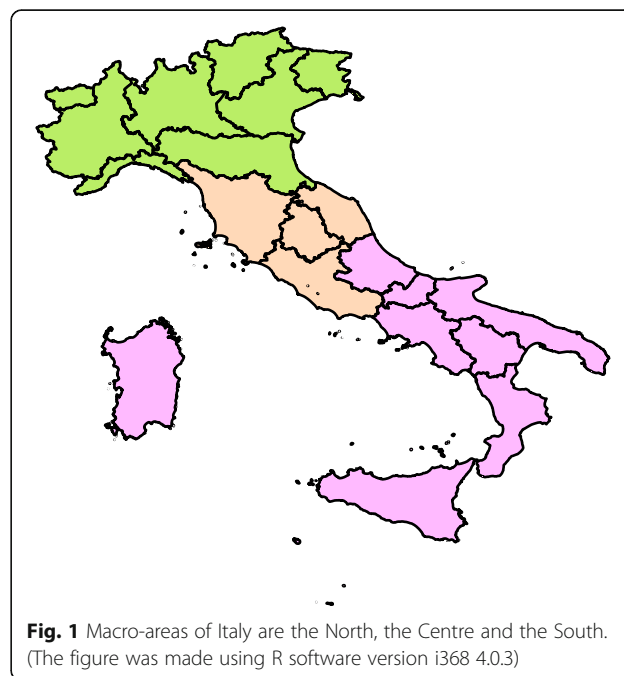 Fig. 1 Macro-areas of Italy are the North, the Centre and the South.
(The figure was made using R software version i368 4.0.3)